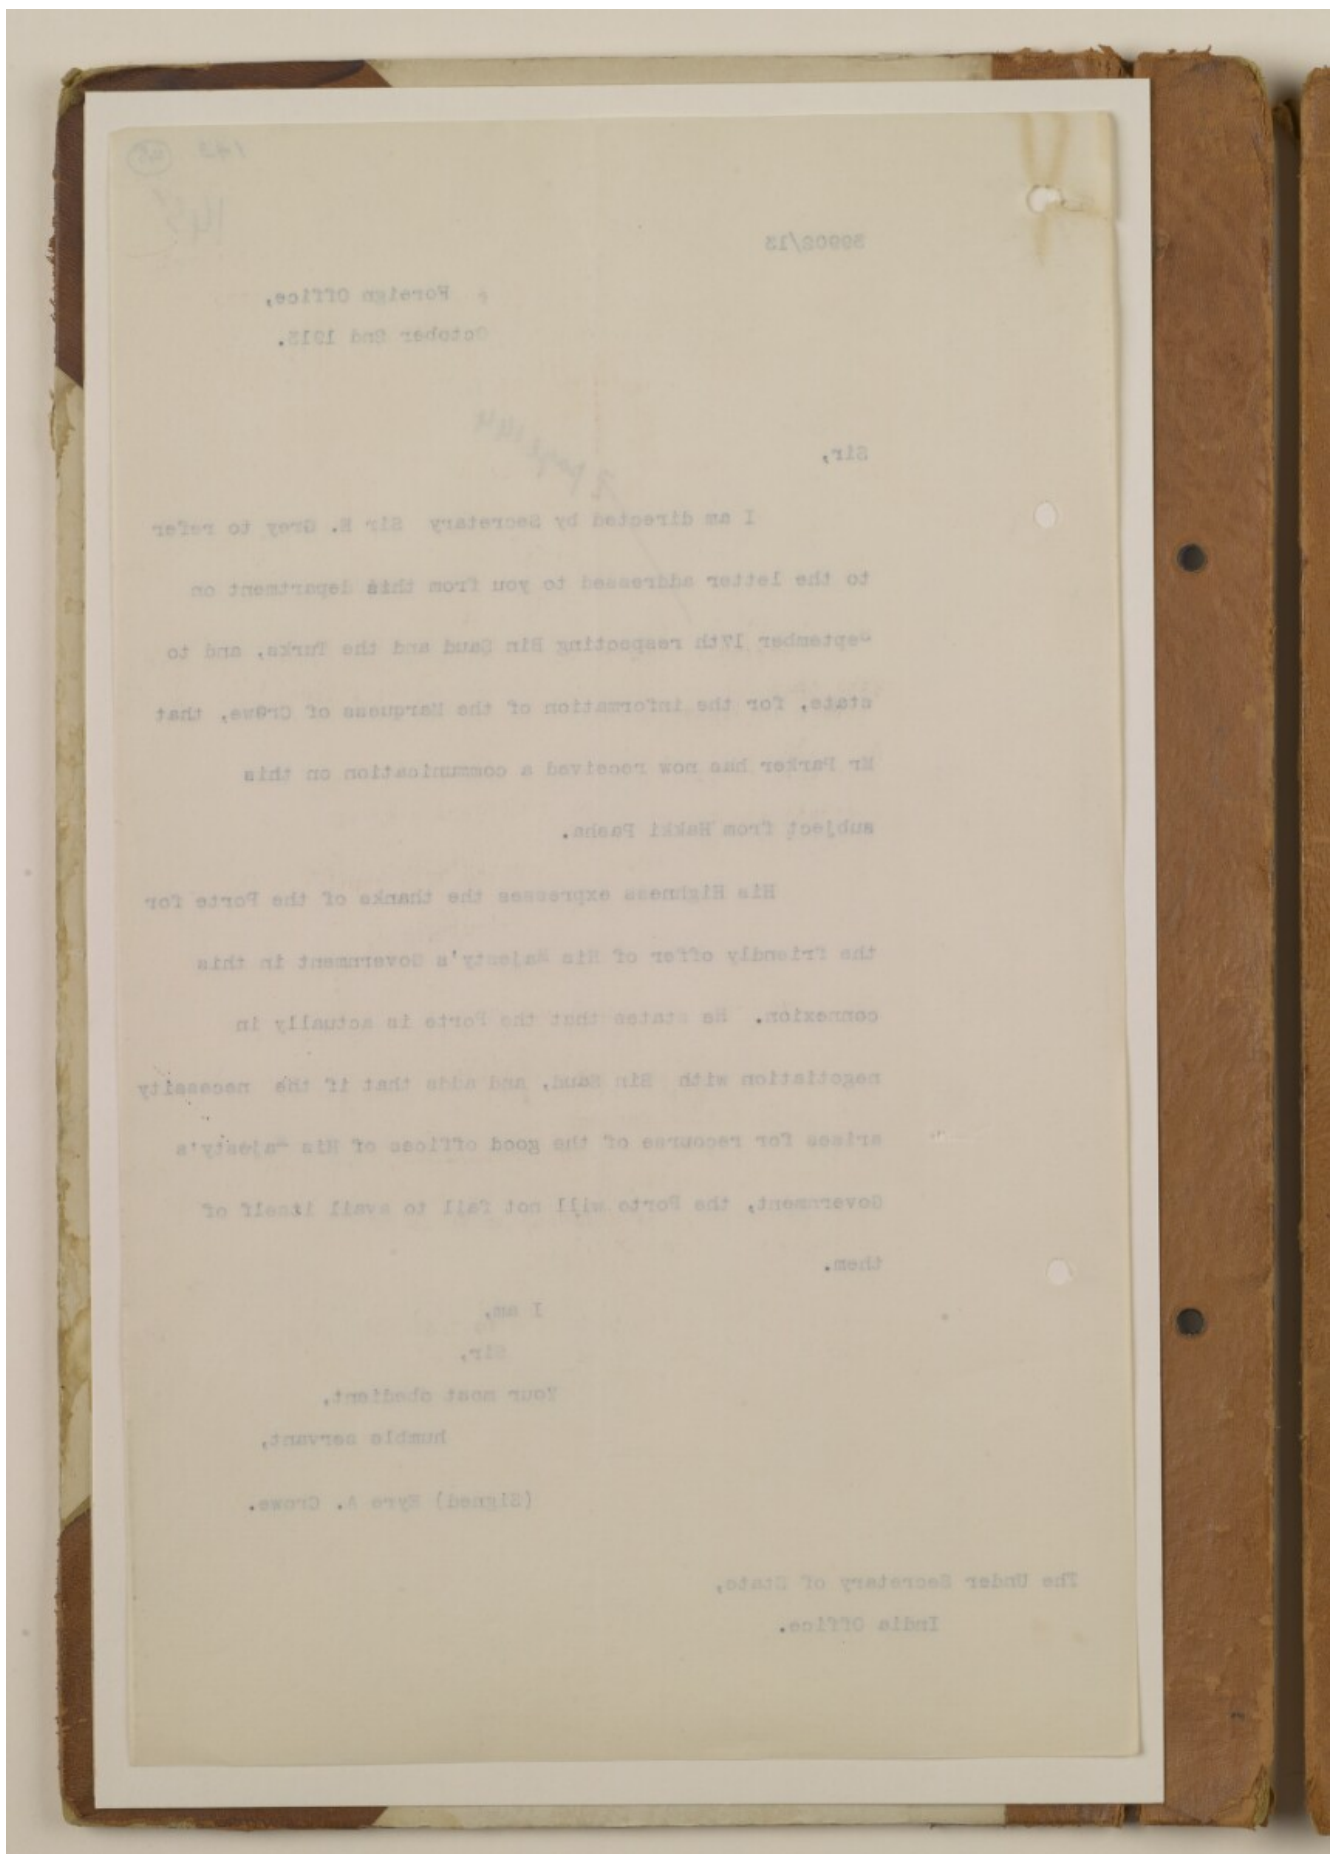 142
145
39902/13
Foreign Office,
October 2nd 1913.
2 page 144
Sir,
I am directed by Secretary Sir E. Grey to refer
to the letter addressed to you from this department on
September 17th respecting Bin Saud and the Turks, and to
state, for the information of the Marquess of Crewe, that
Mr Parker has now received a communication on this
subject from Hakki Pasha.
His Highness expresses the thanks of the Porte for
the friendly offer of His Majesty's Government in this
connexion. He states that the Porte is actually in
negotiation with Bin Saud, and adds that if the necessity
arises for recourse of the good offices of His Majesty's
Government, the Porte will not fail to avail itself of
them.
I am,
Sir,
Your most obedient,
humble servant,
(Signed) Eyre A. Crowe.
The Under Secretary of State,
India Office.